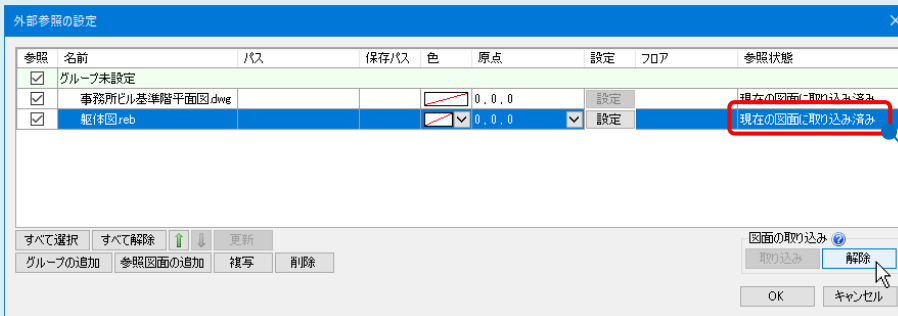 外部参照の設定
参照 名前 パス 保存パス 色 原点 設定 フロア 参照状態
グループ未設定
事務所ビル基準階平面図.dwg 0, 0, 0 設定 現在の図面に取り込み済み
躯体図.reb 0, 0, 0 設定 現在の図面に取り込み済み
すべて選択 すべて解除 更新 図面の取り込み
グループの追加 参照図面の追加 複写 削除 取り込み 解除
OK キャンセル